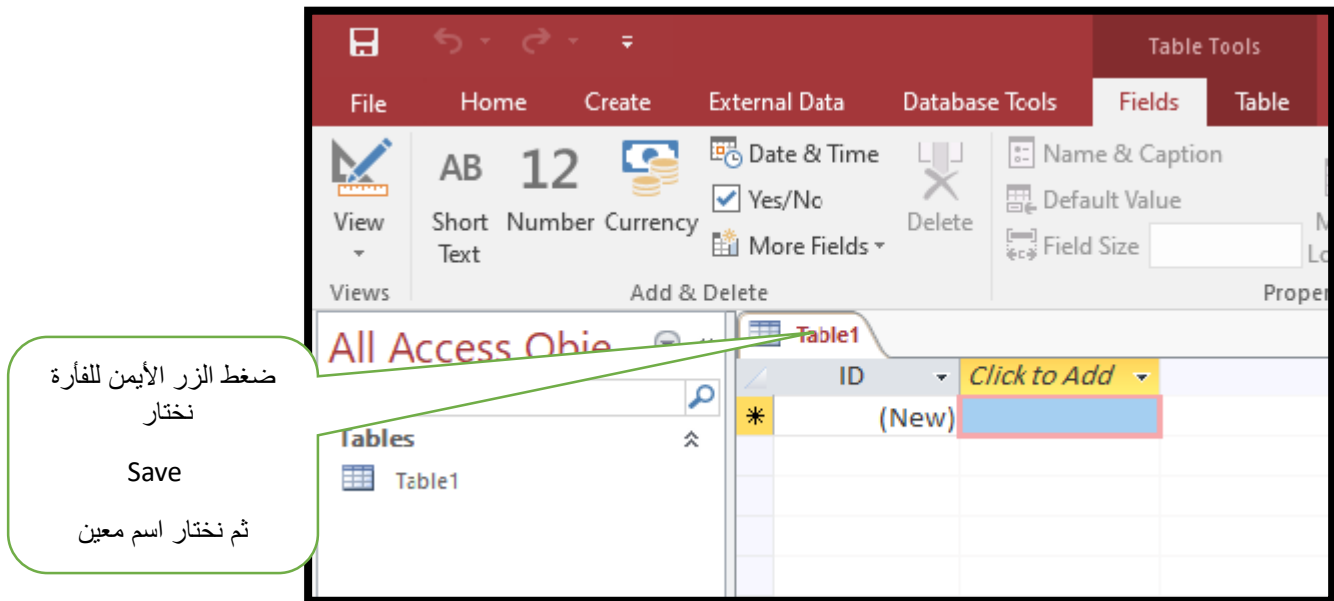 Table Tools
File Home Create External Data Database Tools Fields Table
AB 12 Date & Time Name & Caption
Yes/No Default Value
View Short Text Number Currency Delete
More Fields Field Size
Views Add & Delete
All Access Obje
Table1
ضغط الزر الأيمن للفأرة
نختار
Save
ثم نختار اسم معين
ID Click to Add
(New)
Tables
Table1